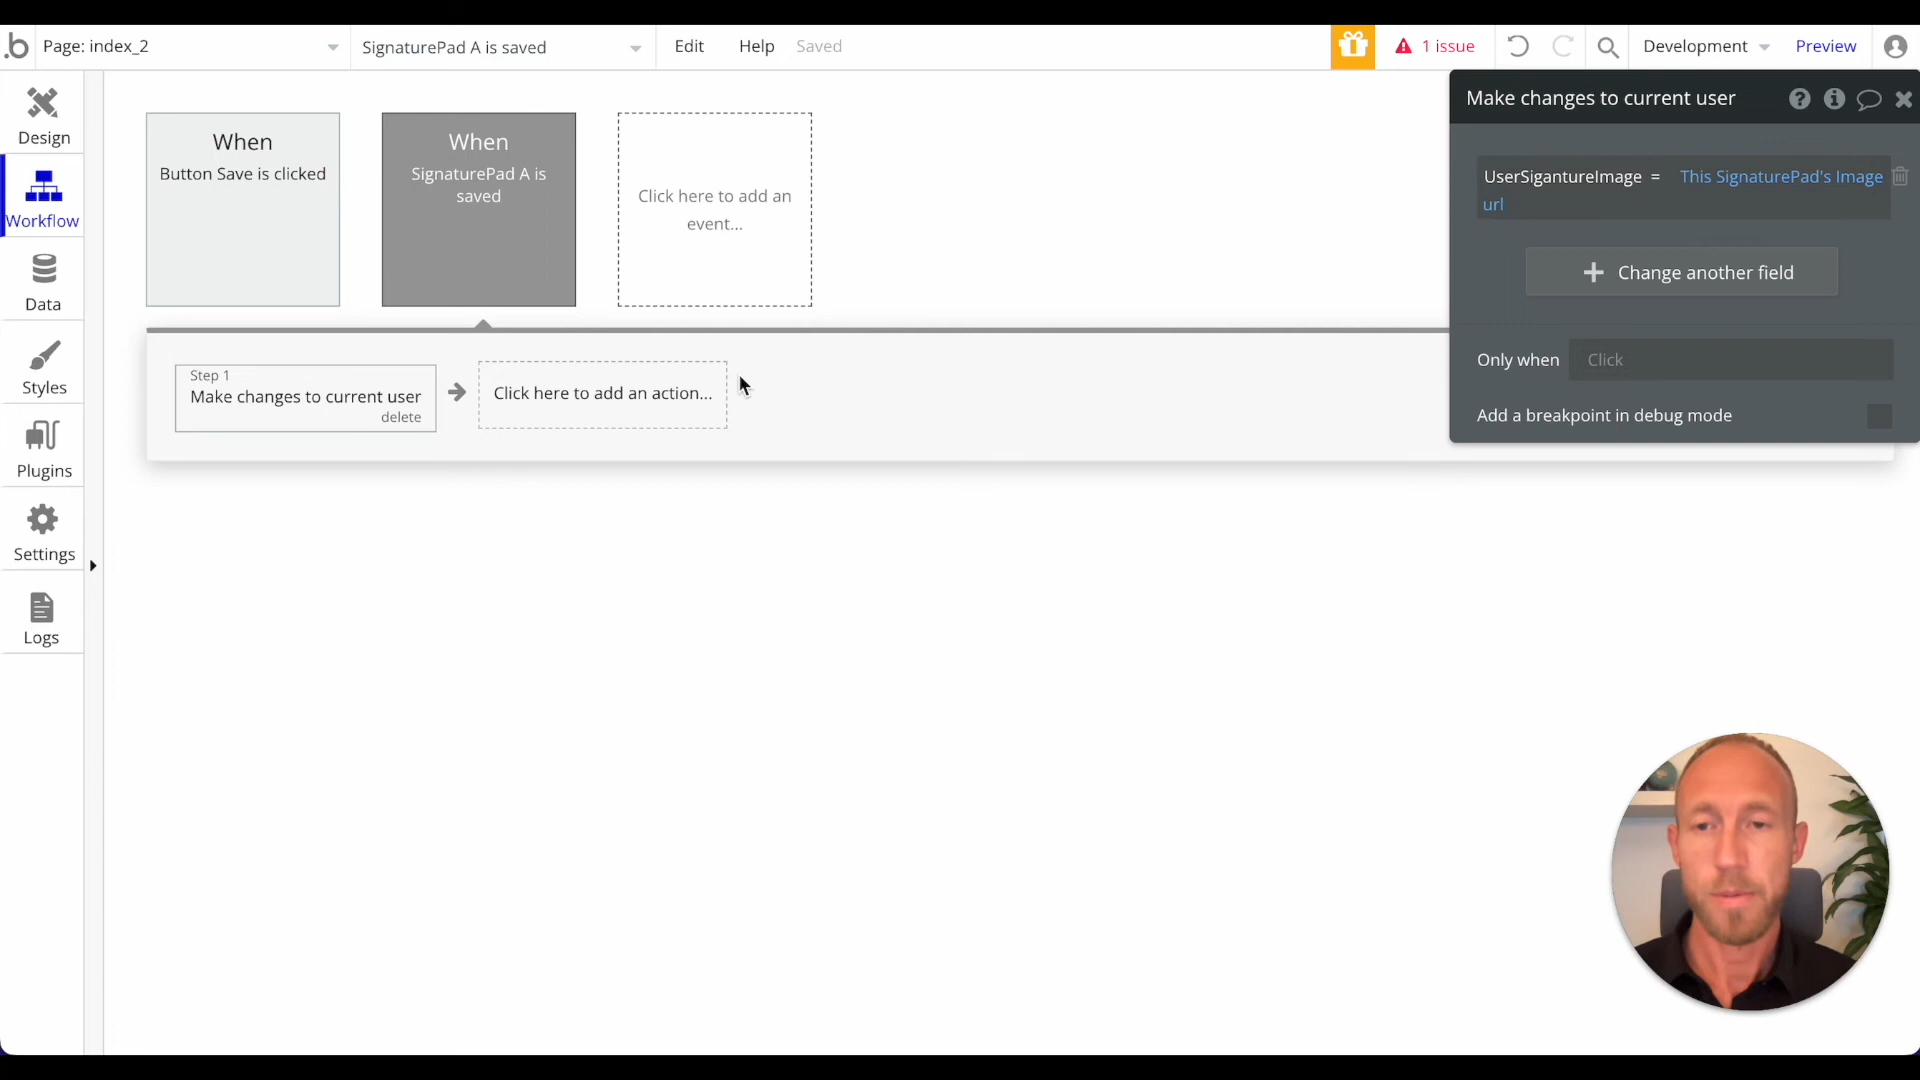 Page: index_2
SignaturePad A is saved
Edit
Help
Saved
1 issue
Development
Preview
Design
Workflow
Data
Styles
Plugins
Settings
Logs
When
Button Save is clicked
When
SignaturePad A is
saved
Click here to add an
event...
Step 1
Make changes to current user
delete
Click here to add an action...
Make changes to current user
UserSigantureImage = This SignaturePad's Image
url
Change another field
Only when Click
Add a breakpoint in debug mode